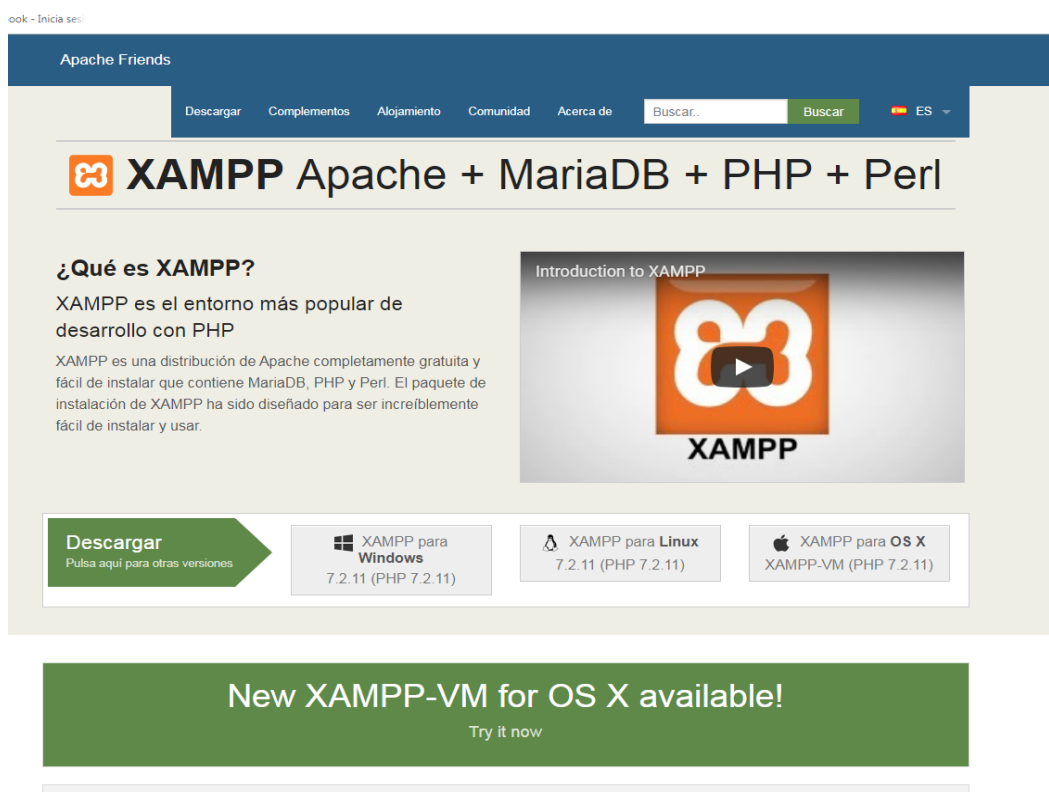 ook - Inicia ses
Apache Friends
Descargar Complementos Alojamiento Comunidad Acerca de Buscar.. Buscar ES
XAMPP Apache + MariaDB + PHP + Perl
¿Qué es XAMPP?
XAMPP es el entorno más popular de
desarrollo con PHP
XAMPP es una distribución de Apache completamente gratuita y
fácil de instalar que contiene MariaDB, PHP y Perl. El paquete de
instalación de XAMPP ha sido diseñado para ser increíblemente
fácil de instalar y usar.
Introduction to XAMPP
XAMPP
Descargar
Pulsa aquí para otras versiones
XAMPP para
Windows
7.2.11 (PHP 7.2.11)
XAMPP para Linux
7.2.11 (PHP 7.2.11)
XAMPP para OS X
XAMPP-VM (PHP 7.2.11)
New XAMPP-VM for OS X available!
Try it now